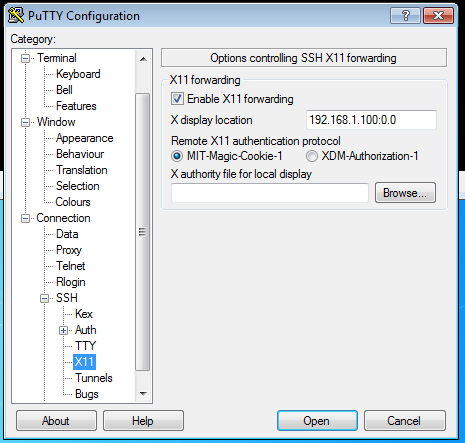 PuTTY Configuration
Category:
Terminal
Keyboard
Bell
Features
Window
Appearance
Behaviour
Translation
Selection
Colours
Connection
Data
Proxy
Telnet
Rlogin
SSH
Kex
Auth
TTY
X11
Tunnels
Bugs
Options controlling SSH X11 forwarding
X11 forwarding
Enable X11 forwarding
X display location 192.168.1.100:0.0
Remote X11 authentication protocol
MIT-Magic-Cookie-1 XDM-Authorization-1
X authority file for local display
Browse...
About Help Open Cancel